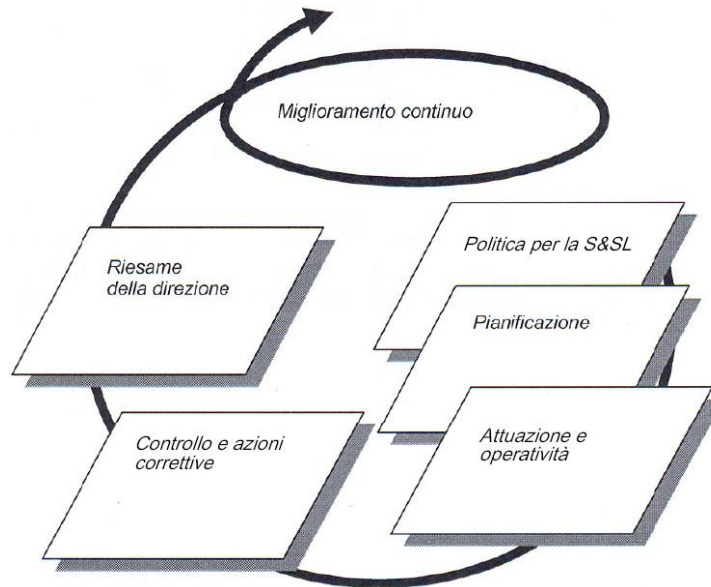 Miglioramento continuo
Politica per la S&SL
Pianificazione
Attuazione e
operatività
Controllo e azioni
correttive
Riesame
della direzione